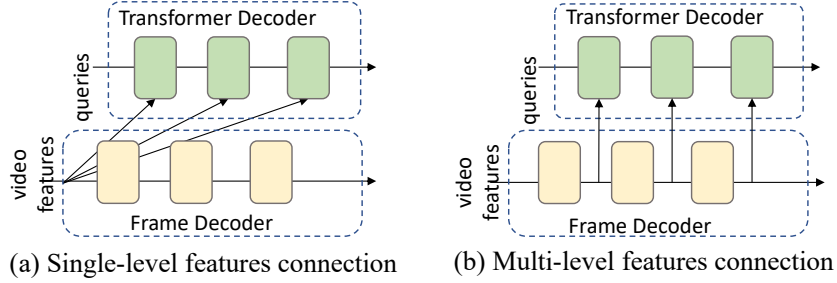 Transformer Decoder
queries
video
features
Frame Decoder
(a) Single-level features connection
Transformer Decoder
queries
video
features
Frame Decoder
(b) Multi-level features connection